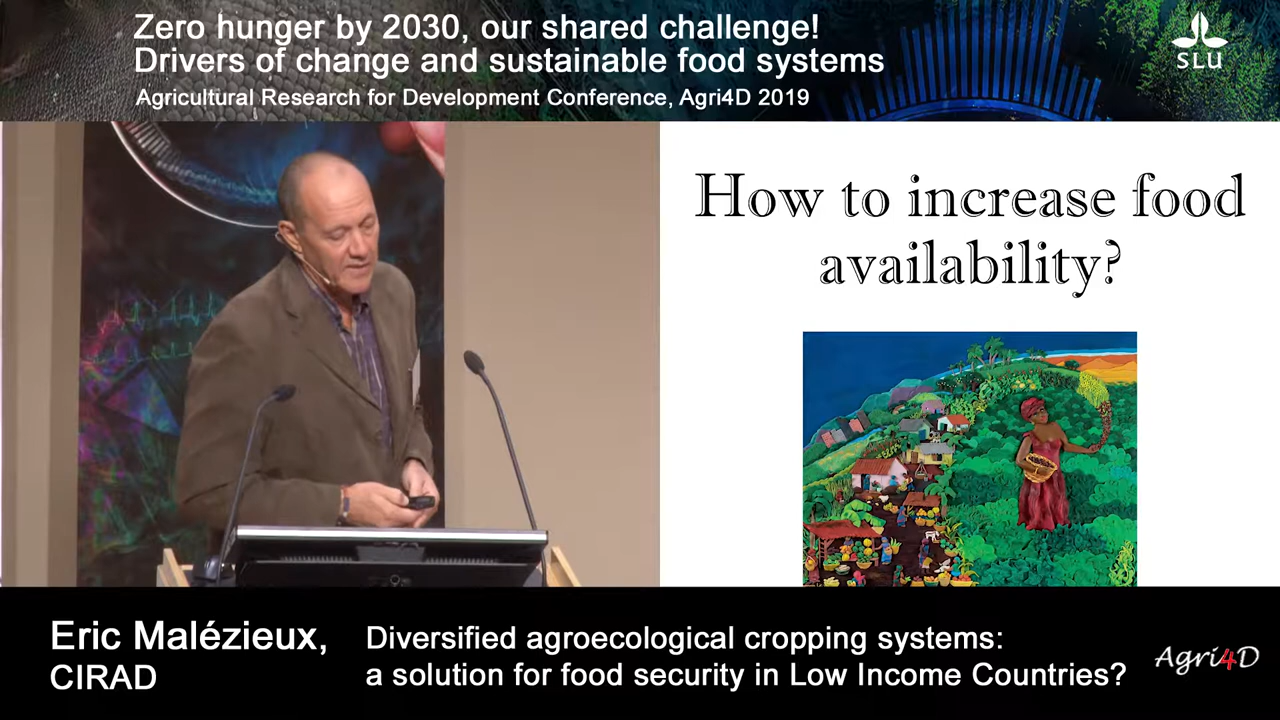 Zero hunger by 2030, our shared challenge!
Drivers of change and sustainable food systems
Agricultural Research for Development Conference, Agri4D 2019
SLU
How to increase food
availability?
Eric Malézieux,
CIRAD
Diversified agroecological cropping systems:
a solution for food security in Low Income Countries?
Agri4D